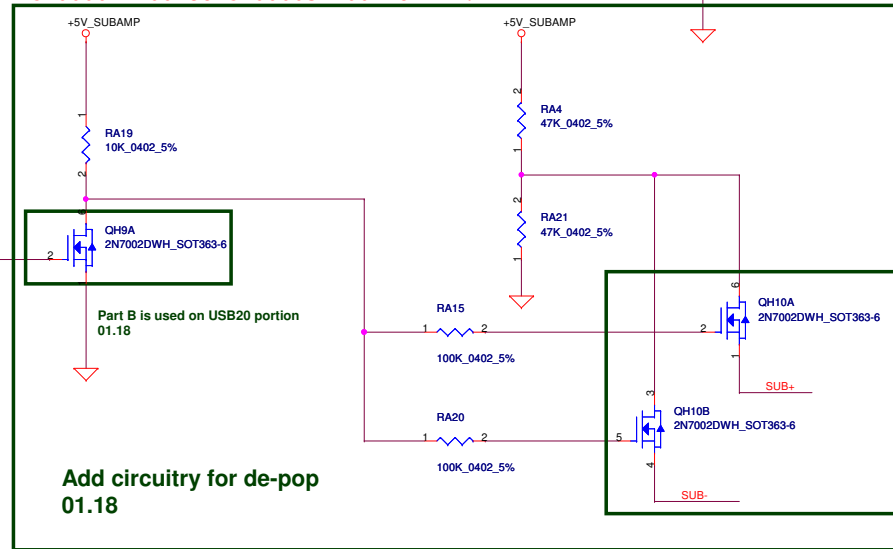 +5V_SUBAMP
+5V_SUBAMP
1
RA19
10K_0402_5%
2
2
RA4
47K_0402_5%
1
6
QH9A
2N7002DWH_SOT363-6
2
1
2
RA21
47K_0402_5%
1
Part B is used on USB20 portion
01.18
RA15
1 2
100K_0402_5%
6
QH10A
2N7002DWH_SOT363-6
2
1
SUB+
RA20
1 2
100K_0402_5%
3
QH10B
2N7002DWH_SOT363-6
5
4
SUB-
Add circuitry for de-pop
01.18